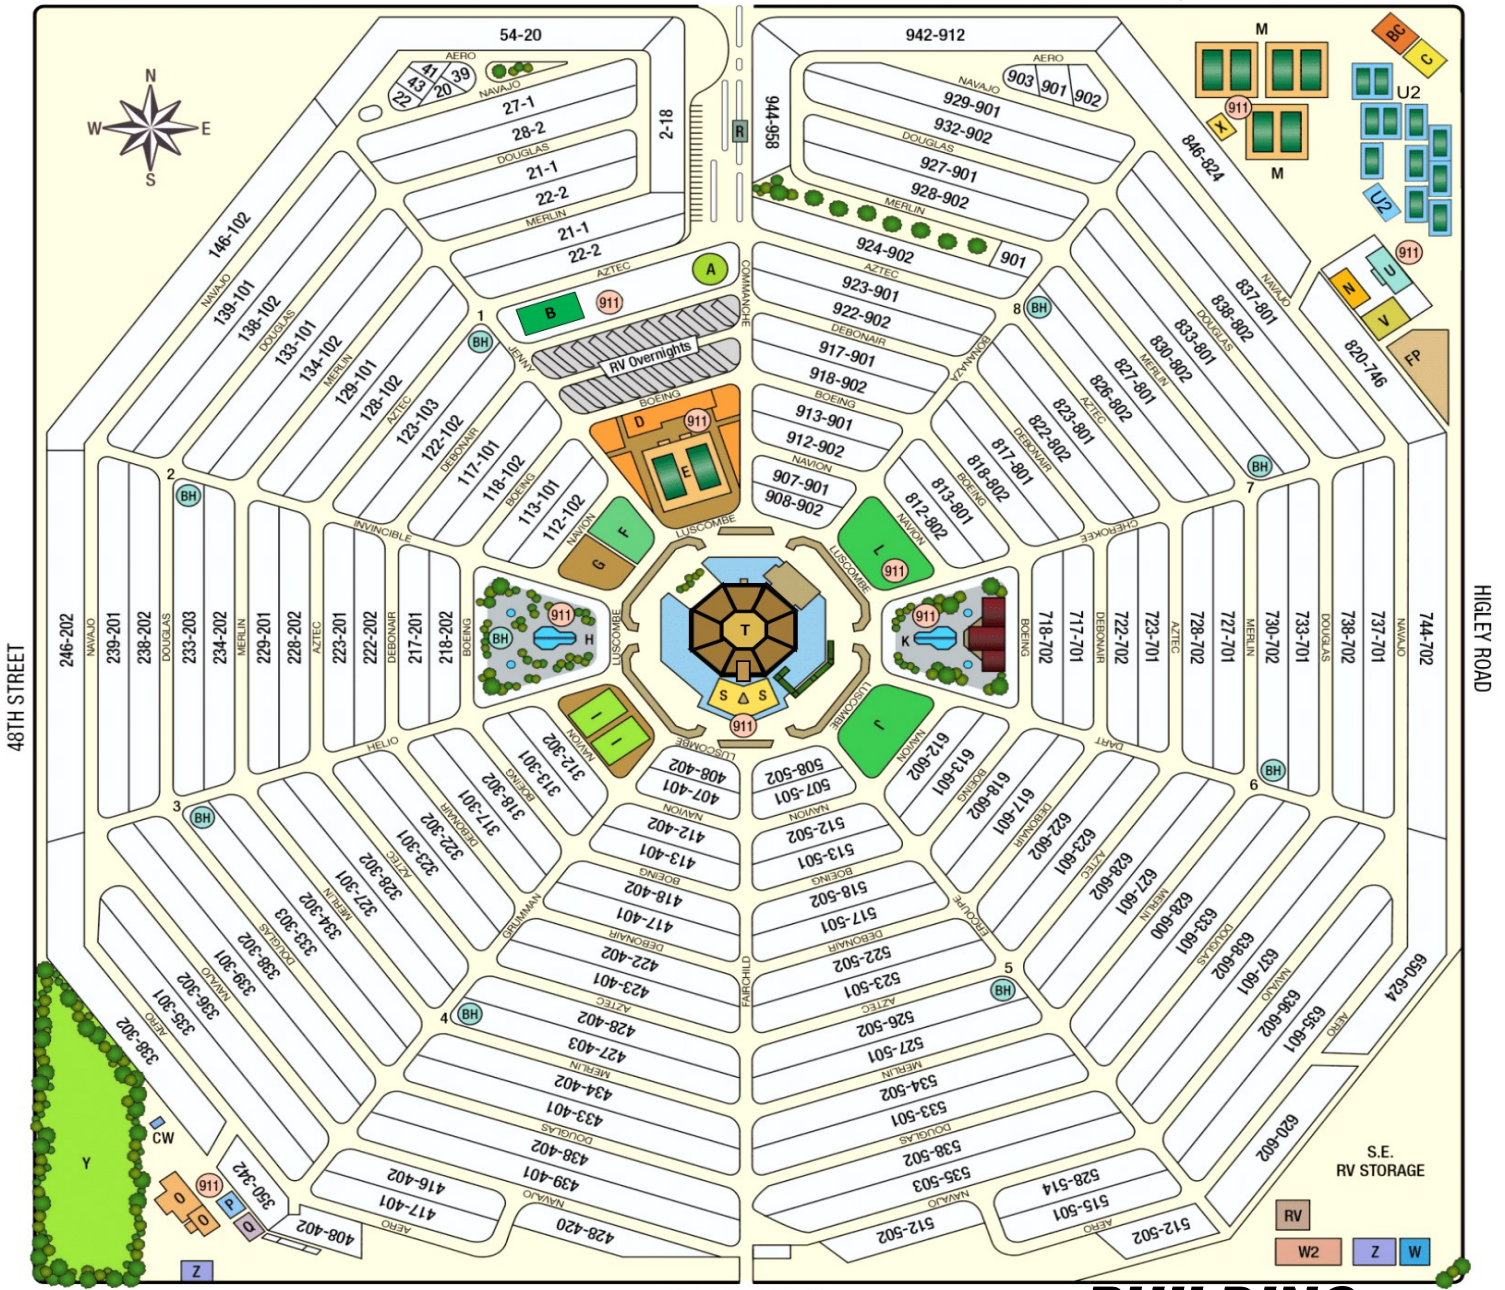 54-20
942-912
AERO
41
39
43
20
22
NAVAJO
27-1
28-2
DOUGLAS
21-1
22-2
MERLIN
21-1
22-2
AZTEC
2-18
R
944-958
AERO
903
901
902
NAVAJO
929-901
932-902
DOUGLAS
927-901
928-902
MERLIN
924-902
901
AZTEC
923-901
922-902
DEBONAIR
917-901
918-902
BOEING
913-901
912-902
NAVION
907-901
908-902
M
M
911
X
BC
C
U2
U2
911
U
N
V
FP
N
W
E
S
846-824
820-746
146-102
NAVAJO
139-101
138-102
DOUGLAS
133-101
134-102
MERLIN
129-101
128-102
AZTEC
123-103
122-102
DEBONAIR
117-101
118-102
BOEING
113-101
112-102
NAVION
1
BH
JENNY
A
B
911
COMMANCHE
RV Overnights
BOEING
D
911
E
LUSCOMBE
F
G
8
BH
BONANZA
NAVAJO
837-801
838-802
DOUGLAS
833-801
830-802
MERLIN
827-801
826-802
AZTEC
823-801
822-802
DEBONAIR
817-801
818-802
BOEING
813-801
812-802
NAVION
L
911
LUSCOMBE
BH
7
CHEROKEE
2
BH
INVINCIBLE
48TH STREET
246-202
NAVAJO
239-201
238-202
DOUGLAS
233-203
234-202
MERLIN
229-201
228-202
AZTEC
223-201
222-202
DEBONAIR
217-201
218-202
BOEING
BH
911
H
LUSCOMBE
T
S
S
911
911
K
BOEING
718-702
717-701
DEBONAIR
722-702
723-701
AZTEC
728-702
727-701
MERLIN
730-702
733-701
DOUGLAS
738-702
737-701
NAVAJO
744-702
HIGLEY ROAD
3
BH
HELIO
I
I
LUSCOMBE
J
LUSCOMBE
DART
BH
6
312-302
NAVION
313-301
BOEING
318-302
317-301
DEBONAIR
322-302
323-301
AZTEC
328-302
327-301
MERLIN
334-302
333-303
DOUGLAS
338-302
339-301
NAVAJO
336-302
335-301
AERO
338-302
GRUMMAN
4
BH
408-402
407-401
NAVION
412-402
413-401
BOEING
418-402
417-401
DEBONAIR
422-402
423-401
AZTEC
428-402
427-403
MERLIN
434-402
433-401
DOUGLAS
438-402
439-401
NAVAJO
416-402
417-401
AERO
428-420
FAIRCHILD
508-502
507-501
NAVION
512-502
513-501
BOEING
518-502
517-501
DEBONAIR
522-502
523-501
AZTEC
526-502
527-501
MERLIN
534-502
533-501
DOUGLAS
538-502
535-503
NAVAJO
528-514
515-501
AERO
512-502
512-502
ERCOUPE
5
BH
612-602
NAVION
613-601
BOEING
618-602
617-601
DEBONAIR
622-602
623-601
AZTEC
628-602
627-601
MERLIN
628-600
633-601
DOUGLAS
638-602
637-601
NAVAJO
636-602
635-601
AERO
650-624
620-602
Y
CW
911
O
O
P
Q
350-342
408-402
Z
S.E.
RV STORAGE
RV
W2
Z
W